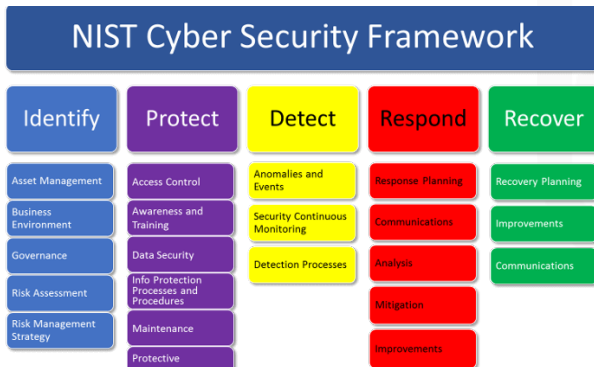 NIST Cyber Security Framework
Identify
Protect
Detect
Respond
Recover
Asset Management
Business
Environment
Governance
Risk Assessment
Risk Management
Strategy
Access Control
Awareness and
Training
Data Security
Info Protection
Processes and
Procedures
Maintenance
Protective
Anomalies and
Events
Security Continuous
Monitoring
Detection Processes
Response Planning
Communications
Analysis
Mitigation
Improvements
Recovery Planning
Improvements
Communications